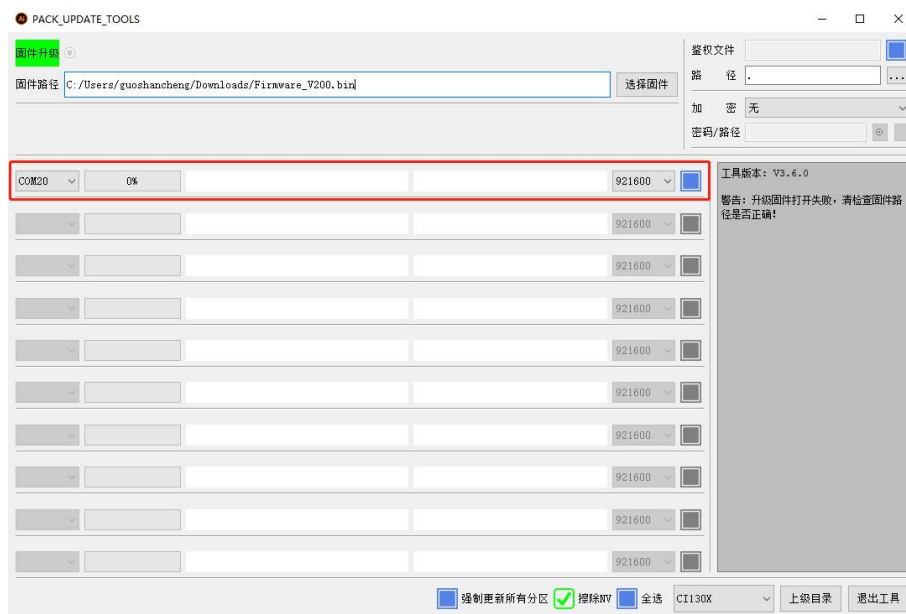 PACK_UPDATE_TOOLS
固件升级
固件路径 C:/Users/guoshancheng/Downloads/Firmware_V200.bin 选择固件
鉴权文件
路 径 . ...
加 密 无
密码/路径
COM20 0% 921600
921600
921600
921600
921600
921600
921600
921600
921600
921600
工具版本: V3.6.0
警告: 升级固件打开失败, 请检查固件路
径是否正确!
强制更新所有分区 擦除NV 全选 CI130X 上级目录 退出工具